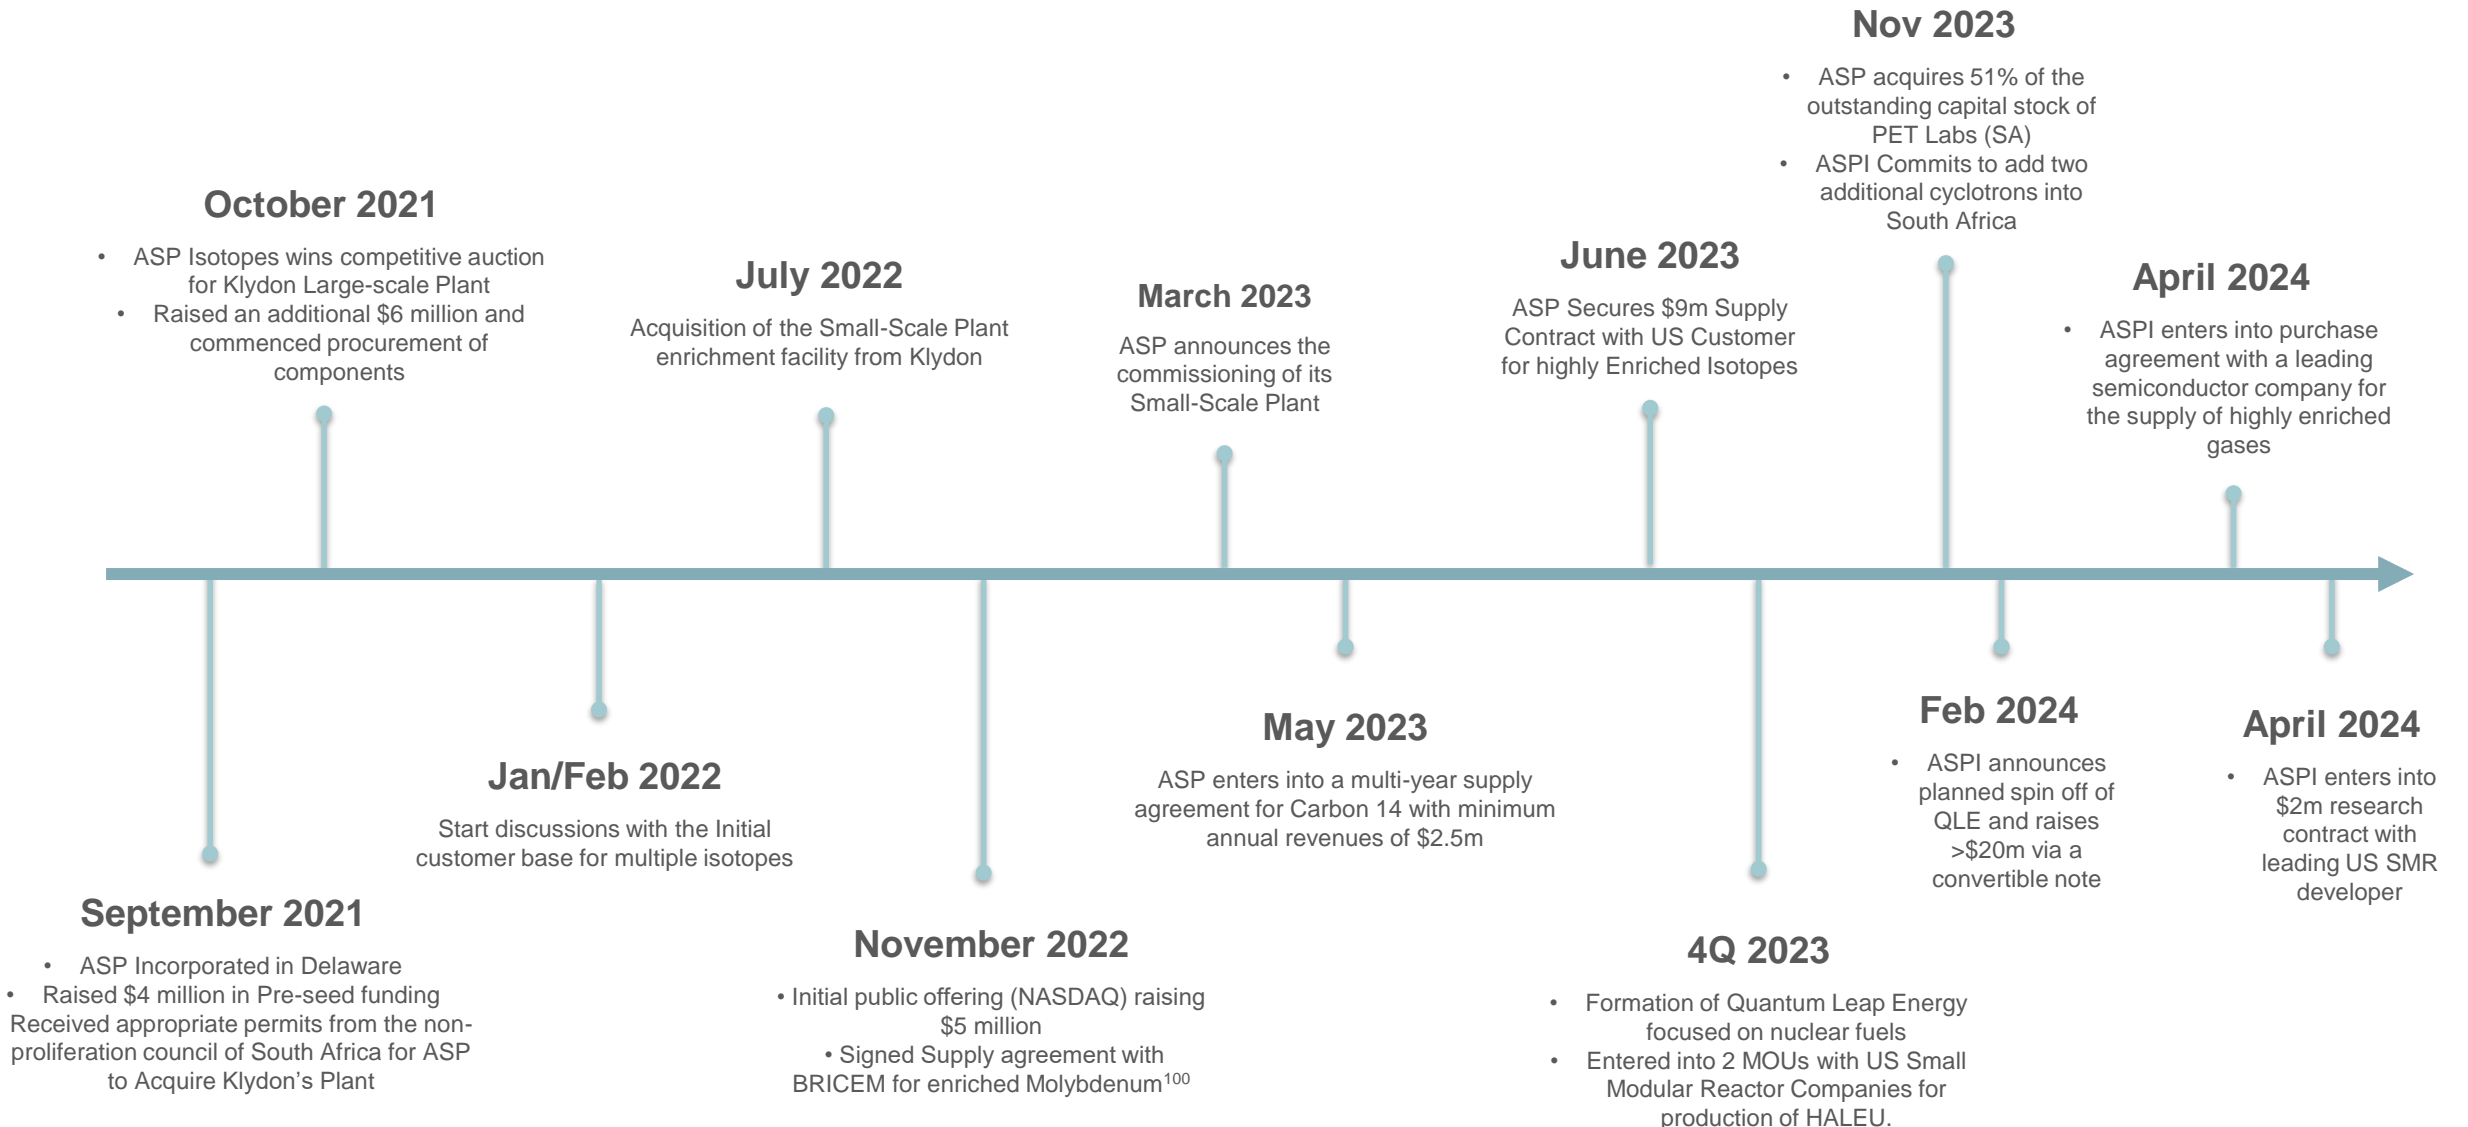 October 2021
• ASP Isotopes wins competitive auction
for Klydon Large-scale Plant
• Raised an additional $6 million and
commenced procurement of
components
July 2022
Acquisition of the Small-Scale Plant
enrichment facility from Klydon
March 2023
ASP announces the
commissioning of its
Small-Scale Plant
June 2023
ASP Secures $9m Supply
Contract with US Customer
for highly Enriched Isotopes
Nov 2023
• ASP acquires 51% of the
outstanding capital stock of
PET Labs (SA)
• ASPI Commits to add two
additional cyclotrons into
South Africa
April 2024
• ASPI enters into purchase
agreement with a leading
semiconductor company for
the supply of highly enriched
gases
September 2021
• ASP Incorporated in Delaware
• Raised $4 million in Pre-seed funding
Received appropriate permits from the non-
proliferation council of South Africa for ASP
to Acquire Klydon’s Plant
Jan/Feb 2022
Start discussions with the Initial
customer base for multiple isotopes
November 2022
• Initial public offering (NASDAQ) raising
$5 million
• Signed Supply agreement with
BRICEM for enriched Molybdenum¹⁰⁰
May 2023
ASP enters into a multi-year supply
agreement for Carbon 14 with minimum
annual revenues of $2.5m
4Q 2023
• Formation of Quantum Leap Energy
focused on nuclear fuels
• Entered into 2 MOUs with US Small
Modular Reactor Companies for
production of HALEU.
Feb 2024
• ASPI announces
planned spin off of
QLE and raises
>$20m via a
convertible note
April 2024
• ASPI enters into
$2m research
contract with
leading US SMR
developer